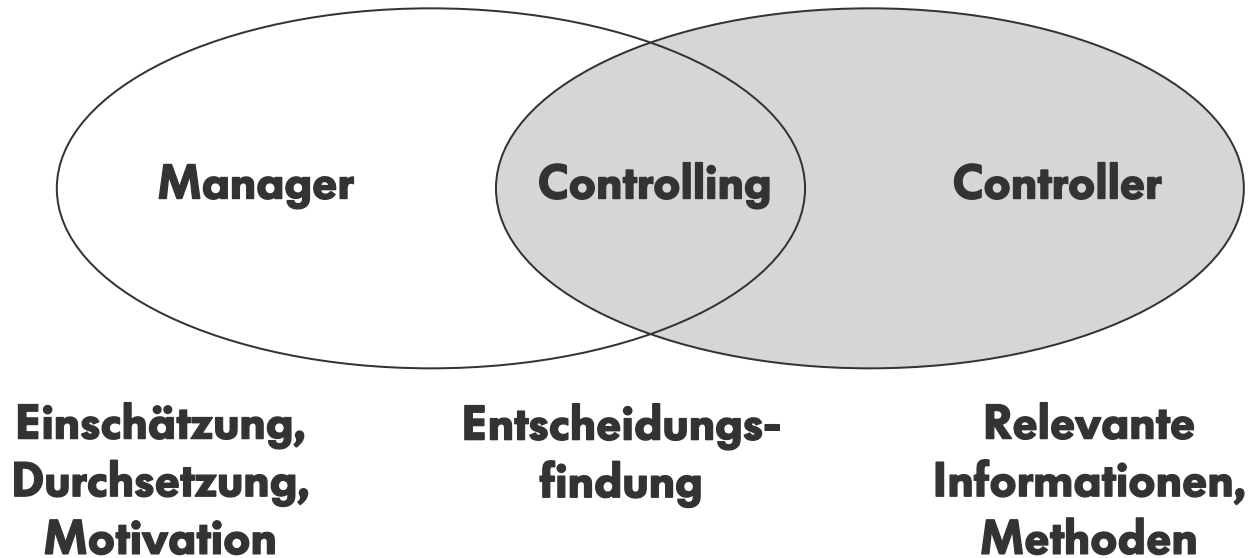 Manager
Controlling
Controller
Einschätzung,
Durchsetzung,
Motivation
Entscheidungs-
findung
Relevante
Informationen,
Methoden